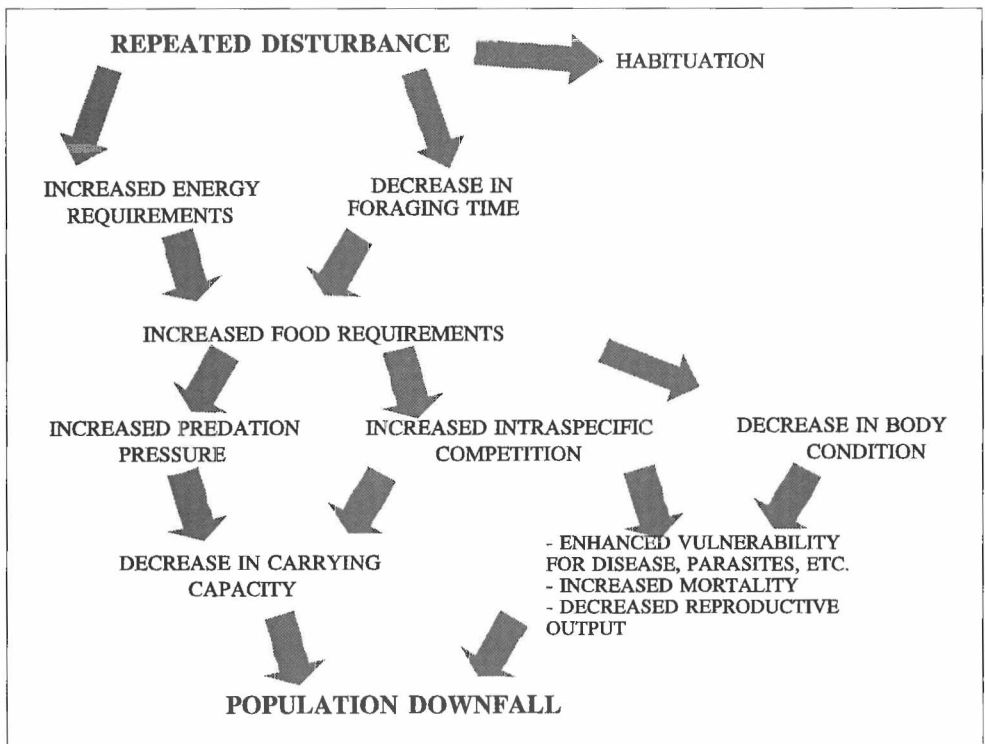 REPEATED DISTURBANCE
HABITUATION
INCREASED ENERGY
REQUIREMENTS
DECREASE IN
FORAGING TIME
INCREASED FOOD REQUIREMENTS
INCREASED PREDATION
PRESSURE
INCREASED INTRASPECIFIC
COMPETITION
DECREASE IN BODY
CONDITION
DECREASE IN CARRYING
CAPACITY
- ENHANCED VULNERABILITY
FOR DISEASE, PARASITES, ETC.
- INCREASED MORTALITY
- DECREASED REPRODUCTIVE
OUTPUT
POPULATION DOWNFALL